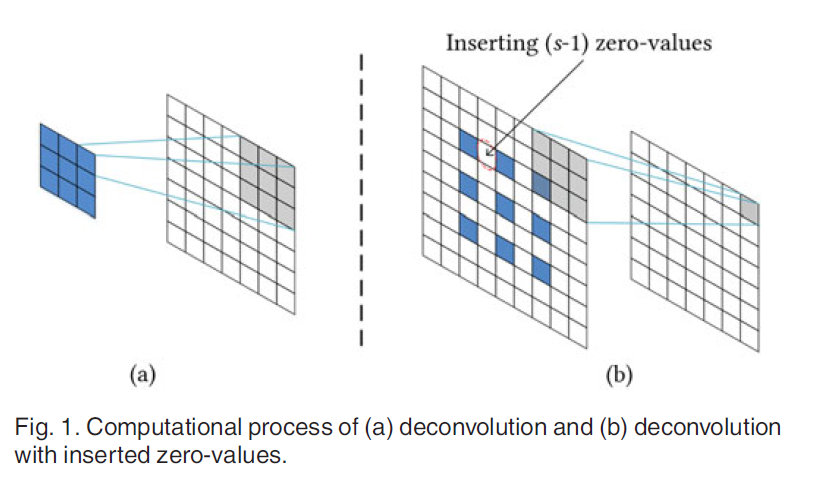 Inserting (s-1) zero-values
(a)
(b)
Fig. 1. Computational process of (a) deconvolution and (b) deconvolution
with inserted zero-values.